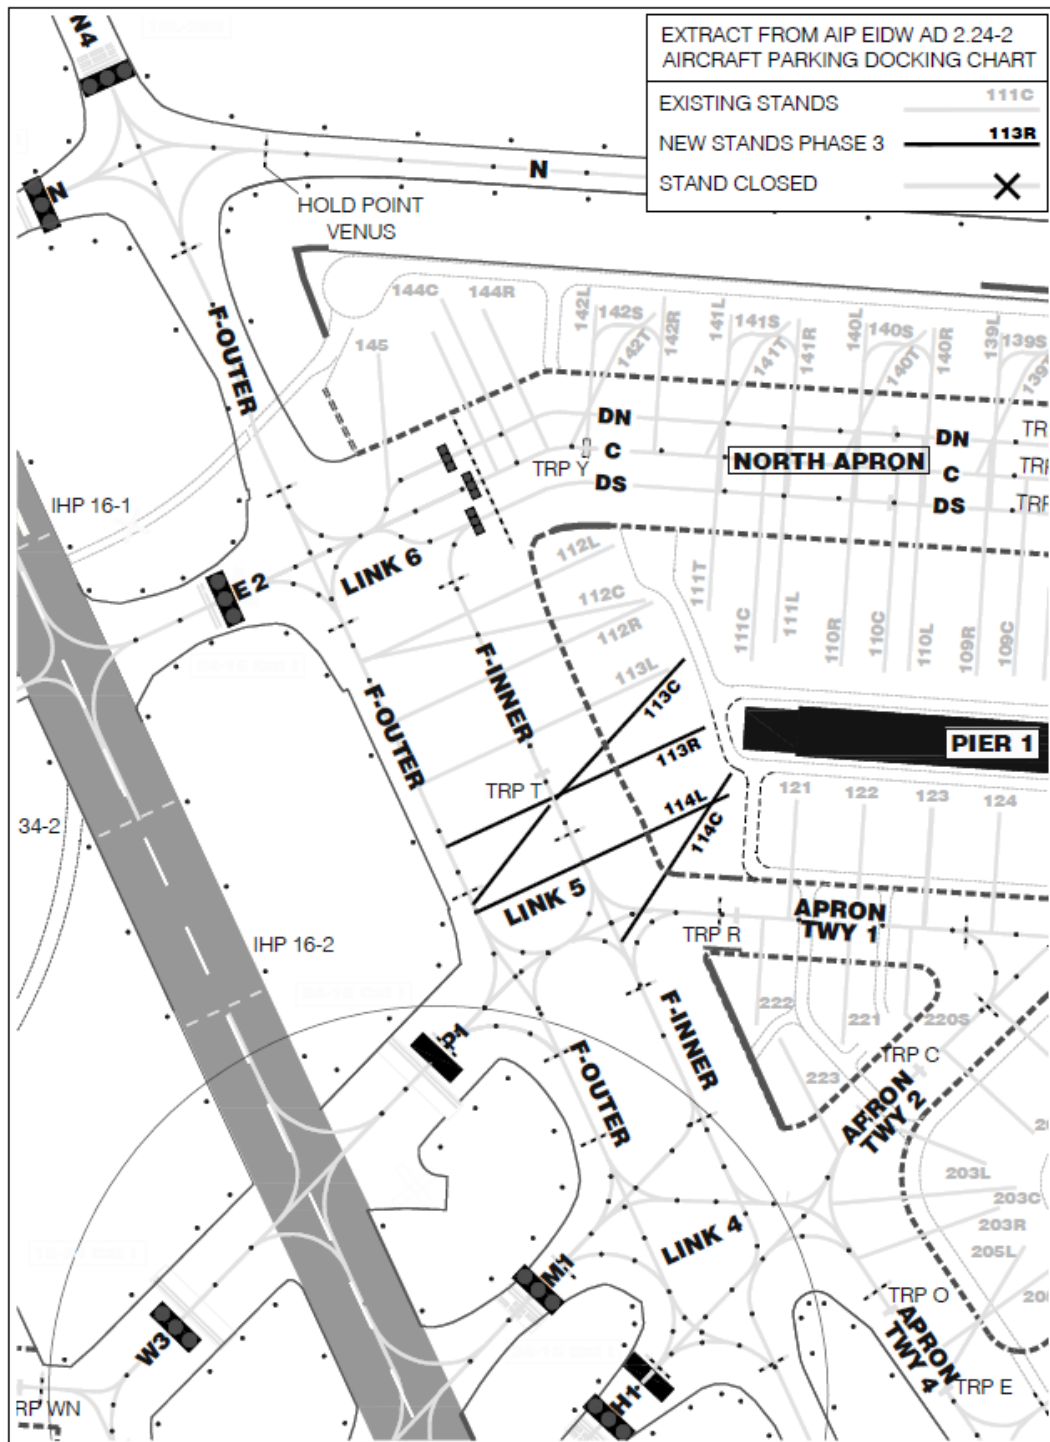 N4
EXTRACT FROM AIP EIDW AD 2.24-2
AIRCRAFT PARKING DOCKING CHART
EXISTING STANDS 111C
NEW STANDS PHASE 3 113R
STAND CLOSED
N
N
HOLD POINT
VENUS
144C
144R
142L
142S
142R
142T
141L
141S
141R
141T
140L
140S
140R
140T
139L
139S
139T
145
F-OUTER
DN
C
DS
TRP Y
NORTH APRON
DN
C
DS
IHP 16-1
LINK 6
E2
112L
112C
112R
113L
111T
111C
111L
110R
110C
110L
109R
109C
F-INNER
F-OUTER
113C
113R
114L
114C
PIER 1
TRP T
121
122
123
124
34-2
LINK 5
APRON
TWY 1
TRP R
IHP 16-2
222
221
220S
223
TRP C
P1
F-INNER
F-OUTER
APRON
TWY 2
203L
203C
203R
205L
LINK 4
M1
TRP O
W3
APRON
TWY 4
TRP E
H1
RP WN